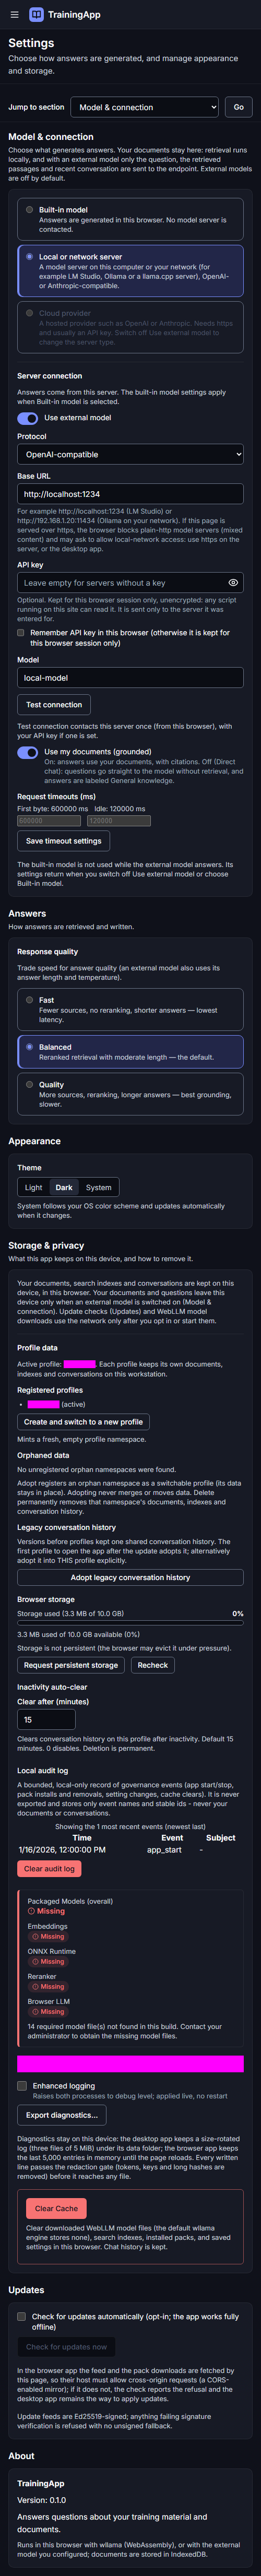 TrainingApp
Settings
Choose how answers are generated, and manage appearance
and storage.
Jump to section
Model & connection
Go
Model & connection
Choose what generates answers. Your documents stay here: retrieval runs
locally, and with an external model only the question, the retrieved
passages and recent conversation are sent to the endpoint. External models
are off by default.
Built-in model
Answers are generated in this browser. No model server is
contacted.
Local or network server
A model server on this computer or your network (for
example LM Studio, Ollama or a llama.cpp server), OpenAI-
or Anthropic-compatible.
Cloud provider
A hosted provider such as OpenAI or Anthropic. Needs https
and usually an API key. Switch off Use external model to
change the server type.
Server connection
Answers come from this server. The built-in model settings apply
when Built-in model is selected.
Use external model
Protocol
OpenAI-compatible
Base URL
http://localhost:1234
For example http://localhost:1234 (LM Studio) or
http://192.168.1.20:11434 (Ollama on your network). If this page is
served over https, the browser blocks plain-http model servers (mixed
content) and may ask to allow local-network access: use https on the
server, or the desktop app.
API key
Leave empty for servers without a key
Optional. Kept for this browser session only, unencrypted; any script
running on this site can read it. It is sent only to the server it was
entered for.
Remember API key in this browser (otherwise it is kept for
this browser session only)
Model
local-model
Test connection
Test connection contacts this server once (from this browser), with
your API key if one is set.
Use my documents (grounded)
On: answers use your documents, with citations. Off (Direct
chat): questions go straight to the model without retrieval, and
answers are labeled General knowledge.
Request timeouts (ms)
First byte: 600000 ms Idle: 120000 ms
600000 120000
Save timeout settings
The built-in model is not used while the external model answers. Its
settings return when you switch off Use external model or choose
Built-in model.
Answers
How answers are retrieved and written.
Response quality
Trade speed for answer quality (an external model also uses its
answer length and temperature).
Fast
Fewer sources, no reranking, shorter answers — lowest
latency.
Balanced
Reranked retrieval with moderate length — the default.
Quality
More sources, reranking, longer answers — best grounding,
slower.
Appearance
Theme
Light Dark System
System follows your OS color scheme and updates automatically
when it changes.
Storage & privacy
What this app keeps on this device, and how to remove it.
Your documents, search indexes and conversations are kept on this
device, in this browser. Your documents and questions leave this
device only when an external model is switched on (Model &
connection). Update checks (Updates) and WebLLM model
downloads use the network only after you opt in or start them.
Profile data
Active profile: . Each profile keeps its own documents,
indexes and conversations on this workstation.
Registered profiles
• (active)
Create and switch to a new profile
Mints a fresh, empty profile namespace.
Orphaned data
No unregistered orphan namespaces were found.
Adopt registers an orphan namespace as a switchable profile (its data
stays in place). Adopting never merges or moves data. Delete
permanently removes that namespace's documents, indexes and
conversation history.
Legacy conversation history
Versions before profiles kept one shared conversation history. The
first profile to open the app after the update adopts it; alternatively
adopt it into THIS profile explicitly.
Adopt legacy conversation history
Browser storage
Storage used (3.3 MB of 10.0 GB) 0%
3.3 MB used of 10.0 GB available (0%)
Storage is not persistent (the browser may evict it under pressure).
Request persistent storage Recheck
Inactivity auto-clear
Clear after (minutes)
15
Clears conversation history on this profile after inactivity. Default 15
minutes. 0 disables. Deletion is permanent.
Local audit log
A bounded, local-only record of governance events (app start/stop,
pack installs and removals, setting changes, cache clears). It is never
exported and stores only event names and stable ids - never your
documents or conversations.
Showing the 1 most recent events (newest last)
Time Event Subject
1/16/2026, 12:00:00 PM app_start -
Clear audit log
Packaged Models (overall)
Missing
Embeddings
Missing
ONNX Runtime
Missing
Reranker
Missing
Browser LLM
Missing
14 required model file(s) not found in this build. Contact your
administrator to obtain the missing model files.
Enhanced logging
Raises both processes to debug level; applied live, no restart
Export diagnostics...
Diagnostics stay on this device: the desktop app keeps a size-rotated
log (three files of 5 MiB) under its data folder; the browser app keeps
the last 5,000 entries in memory until the page reloads. Every written
line passes the redaction gate (tokens, keys and long hashes are
removed) before it reaches any file.
Clear Cache
Clear downloaded WebLLM model files (the default wllama
engine stores none), search indexes, installed packs, and saved
settings in this browser. Chat history is kept.
Updates
Check for updates automatically (opt-in; the app works fully
offline)
Check for updates now
In the browser app the feed and the pack downloads are fetched by
this page, so their host must allow cross-origin requests (a CORS-
enabled mirror); if it does not, the check reports the refusal and the
desktop app remains the way to apply updates.
Update feeds are Ed25519-signed; anything failing signature
verification is refused with no unsigned fallback.
About
TrainingApp
Version: 0.1.0
Answers questions about your training material and
documents.
Runs in this browser with wllama (WebAssembly), or with the external
model you configured; documents are stored in IndexedDB.